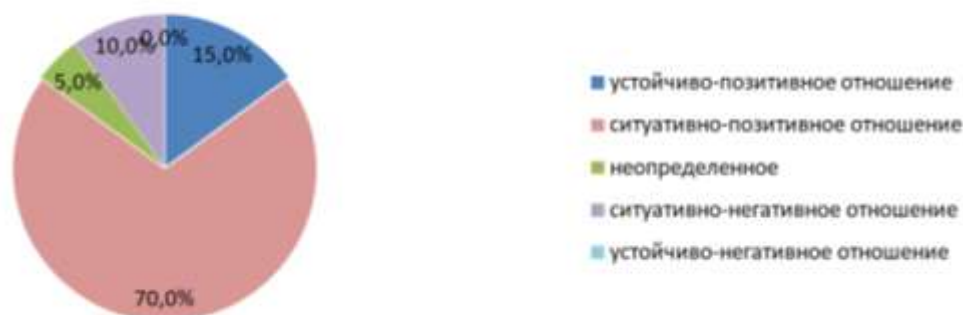 10,0%
0,0%
15,0%
5,0%
70,0%
устойчиво-позитивное отношение
ситуативно-позитивное отношение
неопределенное
ситуативно-негативное отношение
устойчиво-негативное отношение